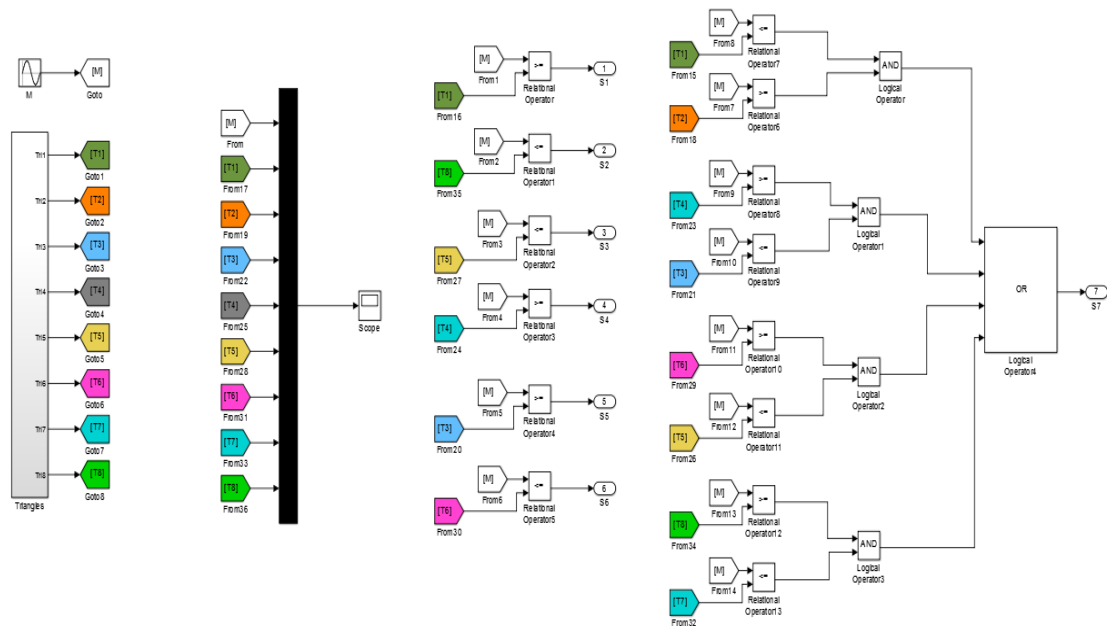 M
[M]
Goto
Tri1
[T1]
Goto1
Tri2
[T2]
Goto2
Tri3
[T3]
Goto3
Tri4
[T4]
Goto4
Tri5
[T5]
Goto5
Tri6
[T6]
Goto6
Tri7
[T7]
Goto7
Tri8
[T8]
Goto8
Triangles
[M]
From
[T1]
From17
[T2]
From19
[T3]
From22
[T4]
From25
[T5]
From28
[T6]
From31
[T7]
From33
[T8]
From36
Scope
[M]
From1
[T1]
From16
>=
Relational
Operator
1
S1
[M]
From2
[T8]
From35
<=
Relational
Operator1
2
S2
[M]
From3
[T5]
From27
<=
Relational
Operator2
3
S3
[M]
From4
[T4]
From24
>=
Relational
Operator3
4
S4
[M]
From5
[T3]
From20
>=
Relational
Operator4
5
S5
[M]
From6
[T6]
From30
<=
Relational
Operator5
6
S6
[M]
From8
[T1]
From15
<=
Relational
Operator7
[M]
From7
[T2]
From18
>=
Relational
Operator6
AND
Logical
Operator
[M]
From9
[T4]
From23
>=
Relational
Operator8
[M]
From10
[T3]
From21
<=
Relational
Operator9
AND
Logical
Operator1
[M]
From11
[T6]
From29
>=
Relational
Operator10
[M]
From12
[T5]
From26
<=
Relational
Operator11
AND
Logical
Operator2
[M]
From13
[T8]
From34
>=
Relational
Operator12
[M]
From14
[T7]
From32
<=
Relational
Operator13
AND
Logical
Operator3
OR
Logical
Operator4
7
S7